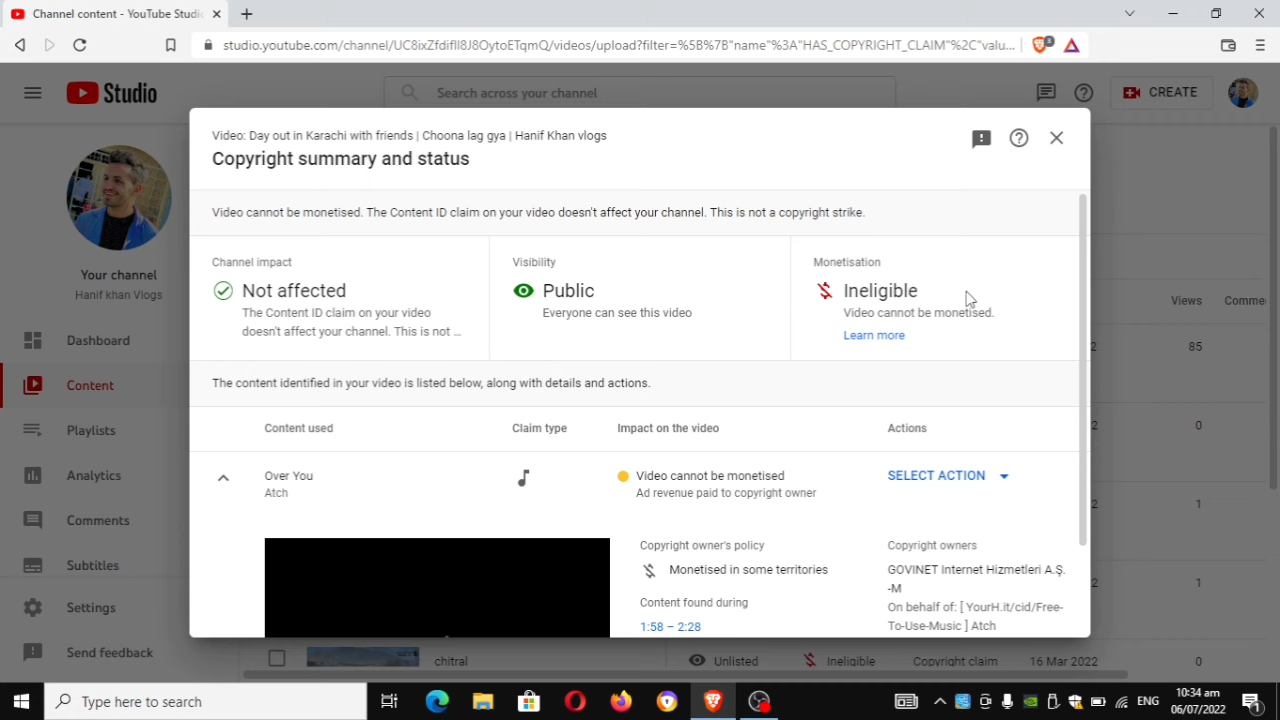 Channel content - YouTube Studi
studio.youtube.com/channel/UC8ixZfdifll8J8OytoETqmQ/videos/upload?filter=%5B%7B"name"%3A"HAS_COPYRIGHT_CLAIM"%2C"valu...
3
Studio
Search across your channel
CREATE
Video: Day out in Karachi with friends | Choona lag gya | Hanif Khan vlogs
Copyright summary and status
Video cannot be monetised. The Content ID claim on your video doesn't affect your channel. This is not a copyright strike.
Channel impact
Not affected
The Content ID claim on your video
doesn't affect your channel. This is not ...
Visibility
Public
Everyone can see this video
Monetisation
Ineligible
Video cannot be monetised.
Learn more
The content identified in your video is listed below, along with details and actions.
Content used
Claim type
Impact on the video
Actions
Over You
Atch
Video cannot be monetised
Ad revenue paid to copyright owner
SELECT ACTION
Copyright owner's policy
Monetised in some territories
Content found during
1:58 – 2:28
Copyright owners
GOVINET Internet Hizmetleri A.Ş.
-M
On behalf of: [ YourH.it/cid/Free-
To-Use-Music ] Atch
Your channel
Hanif khan Vlogs
Dashboard
Content
Playlists
Analytics
Comments
Subtitles
Settings
Send feedback
Views
Comme
2
85
2
0
2
1
2
1
chitral
Unlisted
Ineligible
Copyright claim
16 Mar 2022
0
Type here to search
ENG
10:34 am
06/07/2022
1